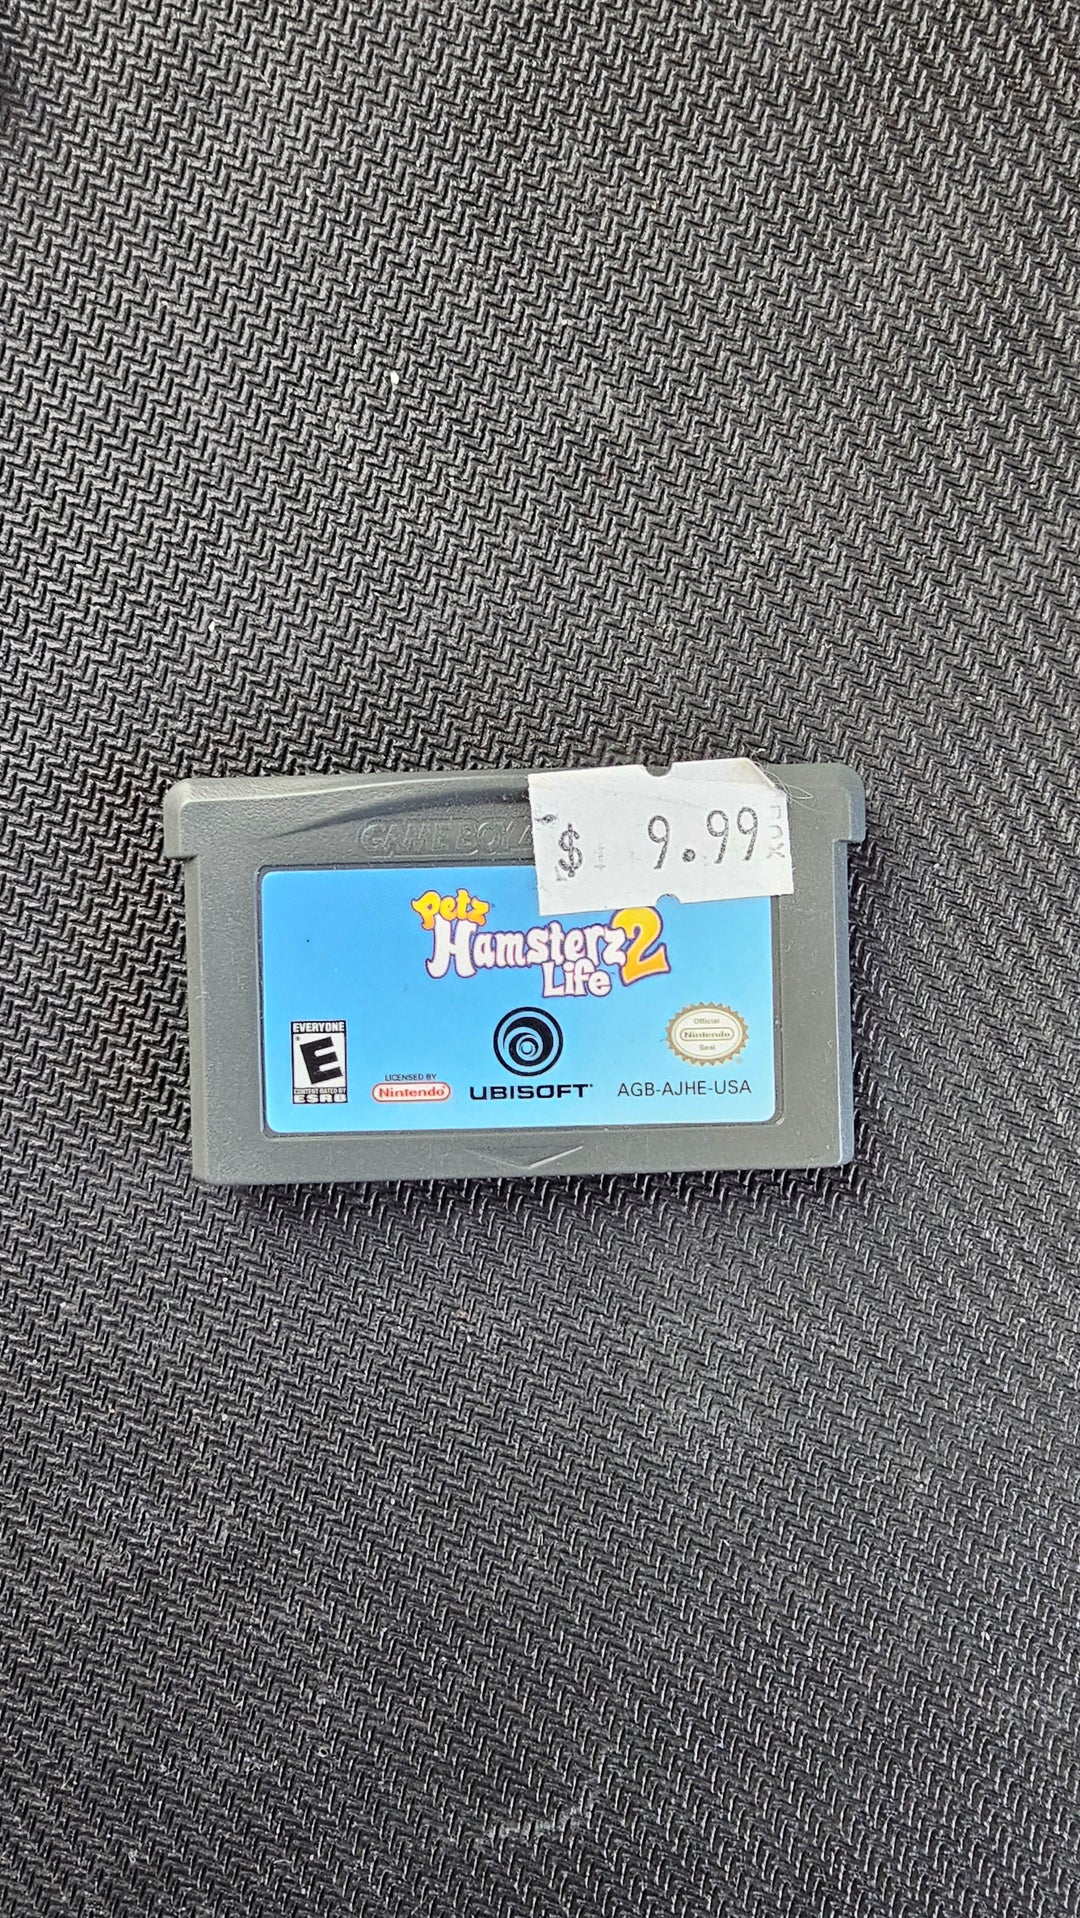 GAME BOY A
$ 9.99
Petz
Hamsterz 2
Life
EVERYONE
E
CONTENT RATED BY
ESRB
LICENSED BY
Nintendo
UBISOFT
Official
Nintendo
Seal
AGB-AJHE-USA